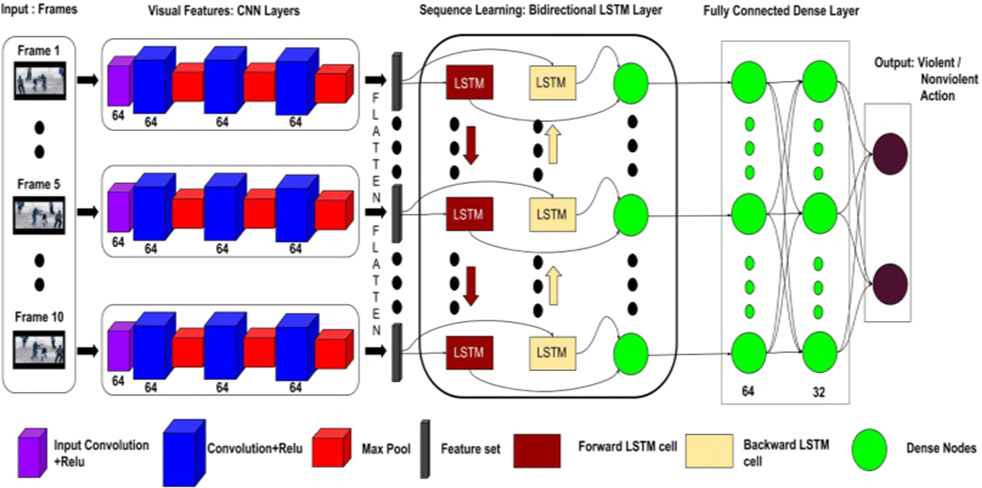 Input : Frames
Visual Features: CNN Layers
Sequence Learning: Bidirectional LSTM Layer
Fully Connected Dense Layer
Frame 1
64
64
64
64
LSTM
LSTM
Output: Violent /
Nonviolent
Action
FLATTEN FLATTEN
Frame 5
64
64
64
64
LSTM
LSTM
Frame 10
64
64
64
64
LSTM
LSTM
64
32
Input Convolution
+Relu
Convolution+Relu
Max Pool
Feature set
Forward LSTM cell
Backward LSTM
cell
Dense Nodes